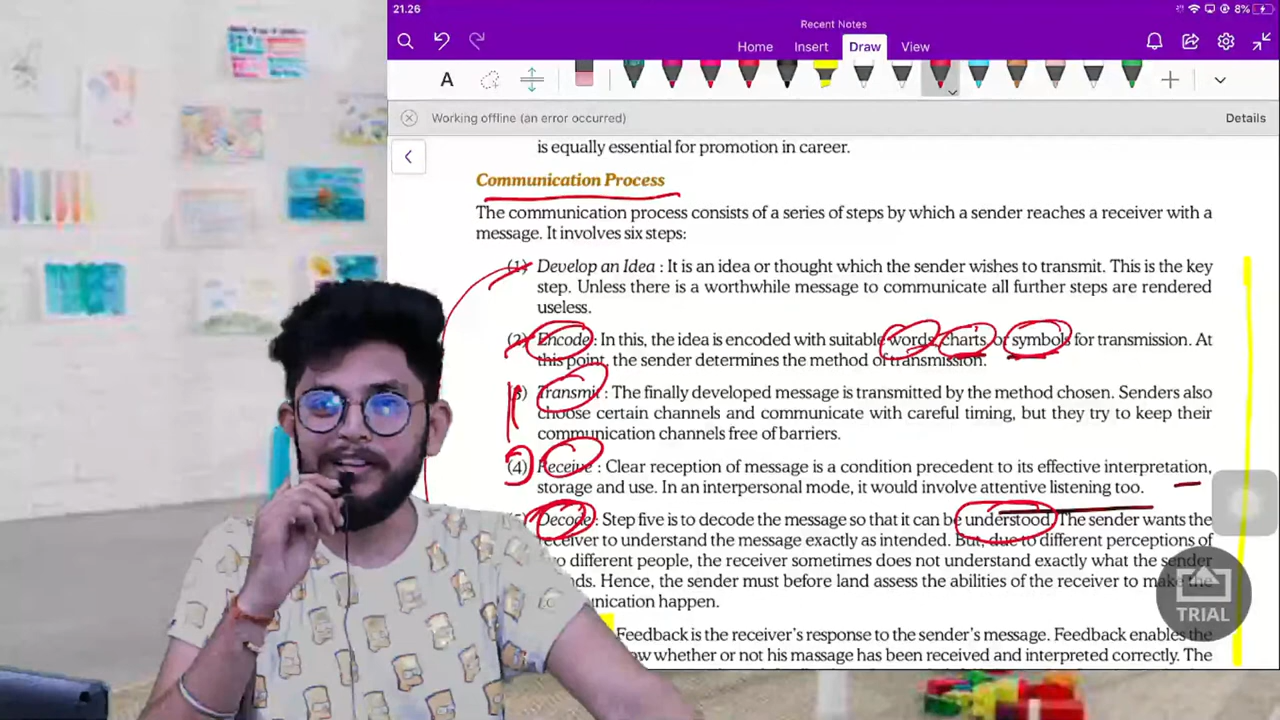 21.26
Recent Notes
8%
Home Insert Draw View
A
Working offline (an error occurred)
Details
is equally essential for promotion in career.
Communication Process
The communication process consists of a series of steps by which a sender reaches a receiver with a
message. It involves six steps:
(1) Develop an Idea : It is an idea or thought which the sender wishes to transmit. This is the key
step. Unless there is a worthwhile message to communicate all further steps are rendered
useless.
(2) Encode : In this, the idea is encoded with suitable words, charts or symbols for transmission. At
this point, the sender determines the method of transmission.
(3) Transmit : The finally developed message is transmitted by the method chosen. Senders also
choose certain channels and communicate with careful timing, but they try to keep their
communication channels free of barriers.
(4) Receive : Clear reception of message is a condition precedent to its effective interpretation,
storage and use. In an interpersonal mode, it would involve attentive listening too.
Decode : Step five is to decode the message so that it can be understood. The sender wants the
receiver to understand the message exactly as intended. But, due to different perceptions of
different people, the receiver sometimes does not understand exactly what the sender
Hence, the sender must before land assess the abilities of the receiver to make the
happen.
TRIAL
Feedback is the receiver's response to the sender's message. Feedback enables the
whether or not his massage has been received and interpreted correctly. The